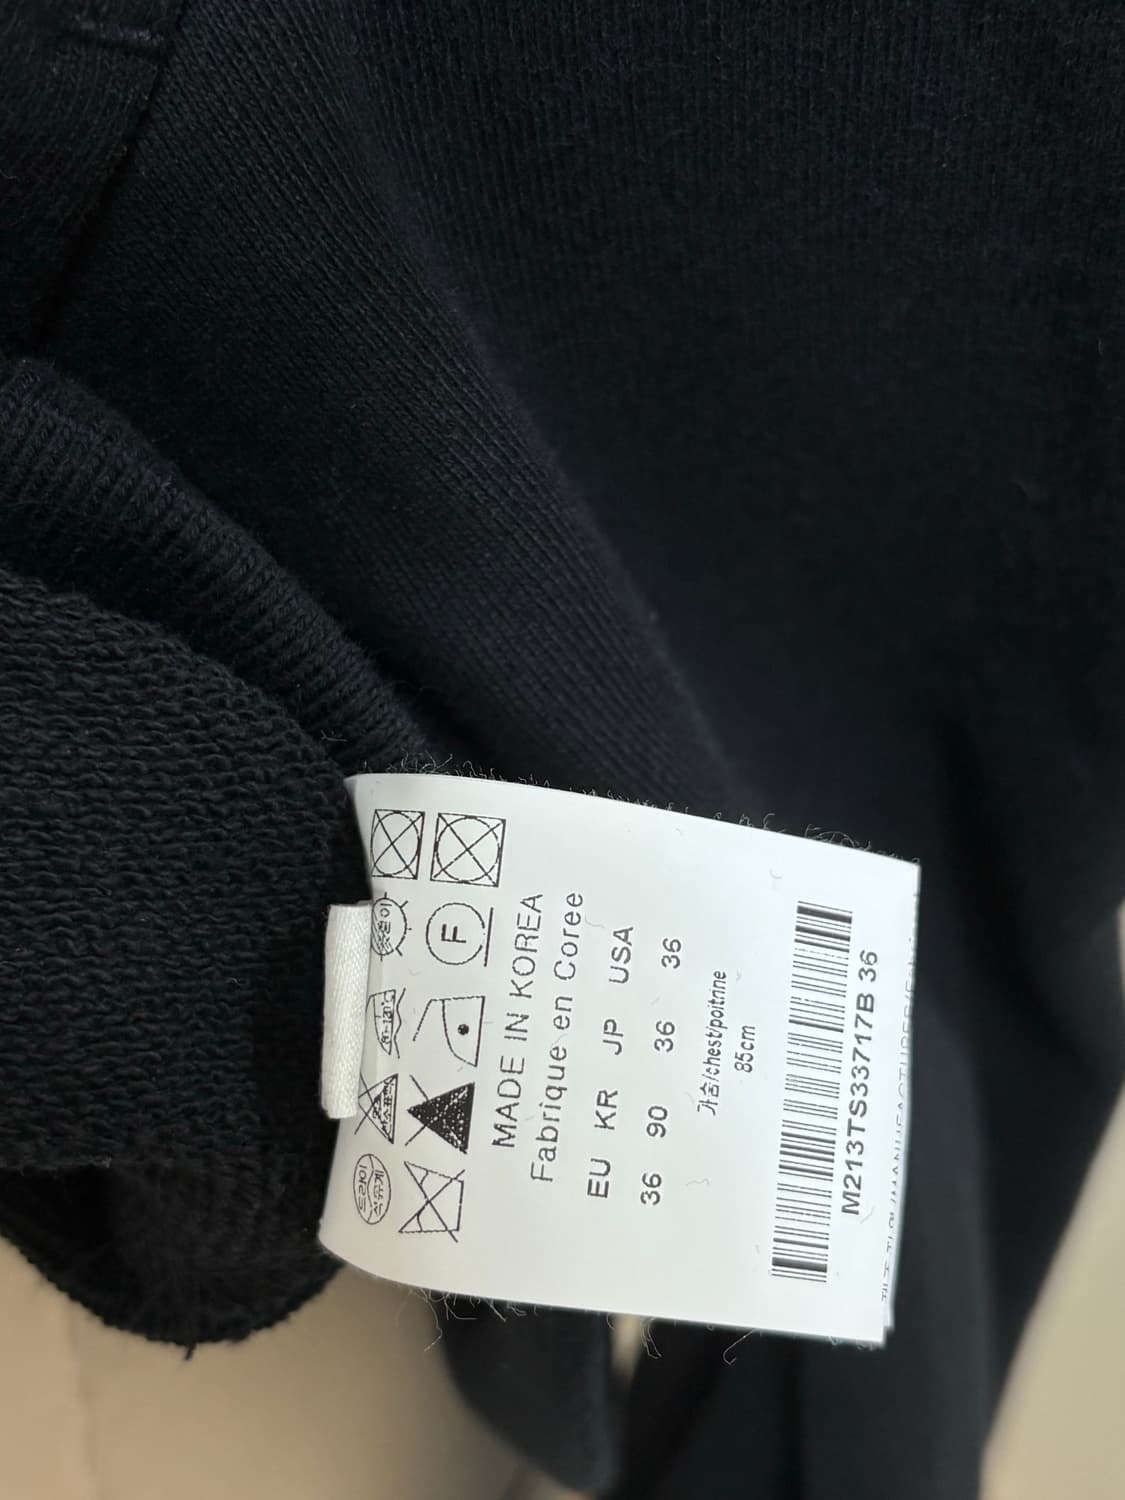 F
MADE IN KOREA
Fabrique en Coree
EU KR JP USA
36 90 36 36
가슴/chest/poitrine
85cm
M213TS33717B 36